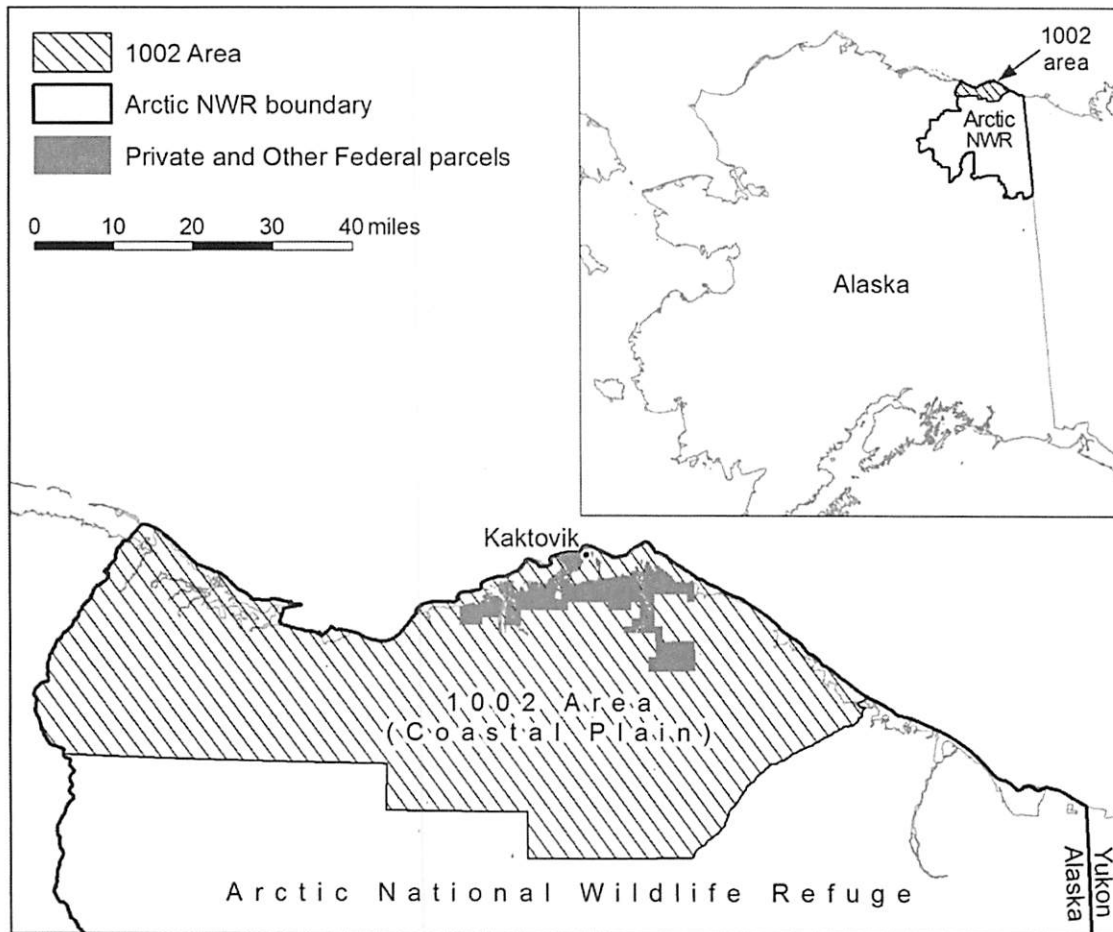 1002 Area
Arctic NWR boundary
Private and Other Federal parcels
0 10 20 30 40 miles
1002
area
Arctic
NWR
Alaska
Kaktovik
1002 Area
(Coastal Plain)
Arctic National Wildlife Refuge
Alaska
Yukon